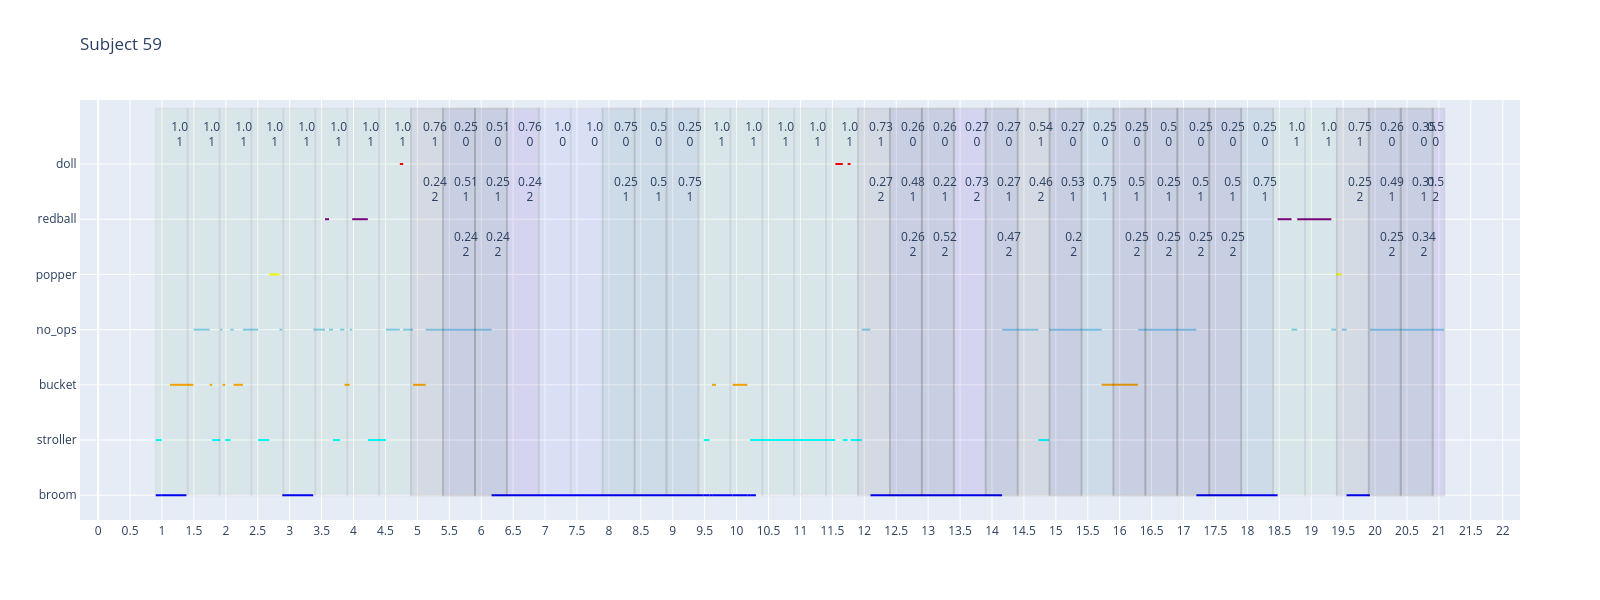 Subject 59
1.0 1.0 1.0 1.0 1.0 1.0 1.0 1.0 0.76 0.25 0.51 0.76 1.0 1.0 0.75 0.5 0.25 1.0 1.0 1.0 1.0 1.0 0.73 0.26 0.26 0.27 0.27 0.54 0.27 0.25 0.25 0.5 0.25 0.25 0.25 1.0 1.0 0.75 0.26 0.35 0.5
1 1 1 1 1 1 1 1 1 0 0 0 0 0 0 0 0 1 1 1 1 1 1 0 0 0 0 1 0 0 0 0 0 0 0 1 1 1 0 0 0
doll
0.24 0.51 0.25 0.24 0.25 0.5 0.75 0.27 0.48 0.22 0.73 0.27 0.46 0.53 0.75 0.5 0.25 0.5 0.5 0.75 0.25 0.49 0.5
2 1 1 2 1 1 1 2 1 1 2 1 2 1 1 1 1 1 1 1 2 1 1 2
redball
0.24 0.24 0.26 0.52 0.47 0.2 0.25 0.25 0.25 0.25 0.25 0.34
2 2 2 2 2 2 2 2 2 2 2 2
popper
no_ops
bucket
stroller
broom
0 0.5 1 1.5 2 2.5 3 3.5 4 4.5 5 5.5 6 6.5 7 7.5 8 8.5 9 9.5 10 10.5 11 11.5 12 12.5 13 13.5 14 14.5 15 15.5 16 16.5 17 17.5 18 18.5 19 19.5 20 20.5 21 21.5 22